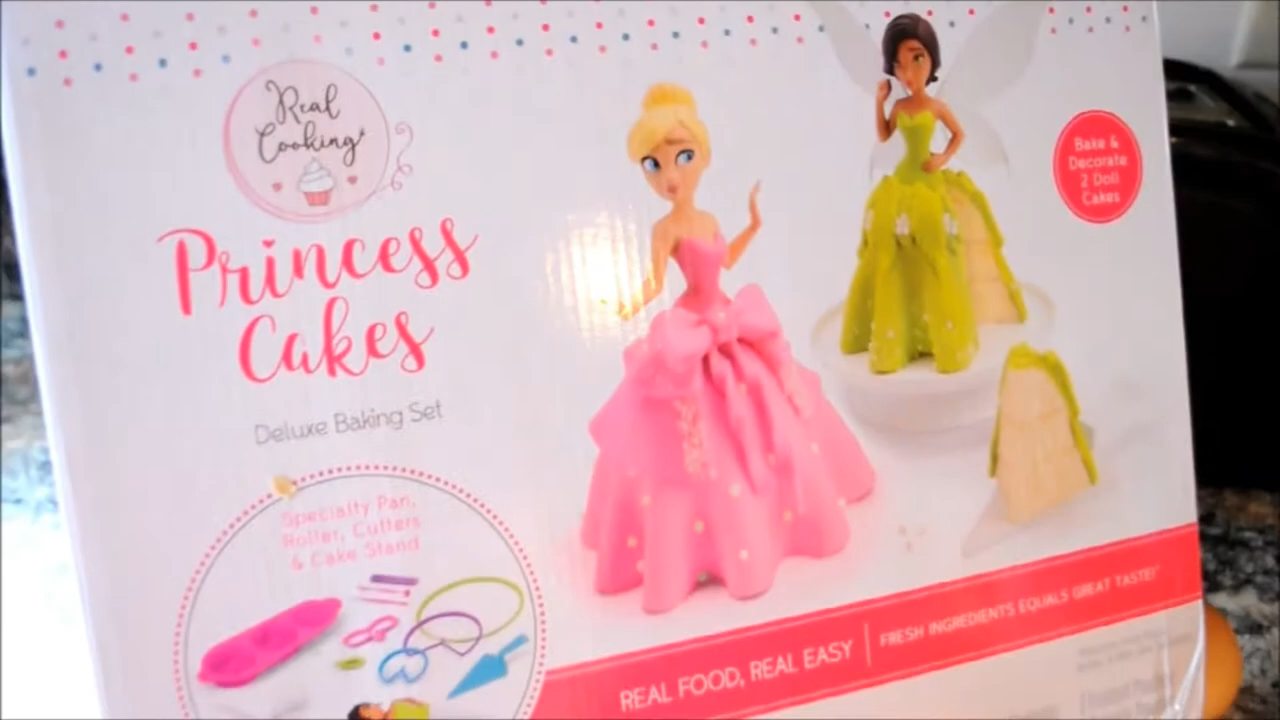 Real
Cooking
Princess
Cakes
Deluxe Baking Set
Specialty Pan,
Roller, Cutters
& Cake Stand
Bake &
Decorate
2 Doll
Cakes
REAL FOOD, REAL EASY | FRESH INGREDIENTS EQUALS GREAT TASTE!